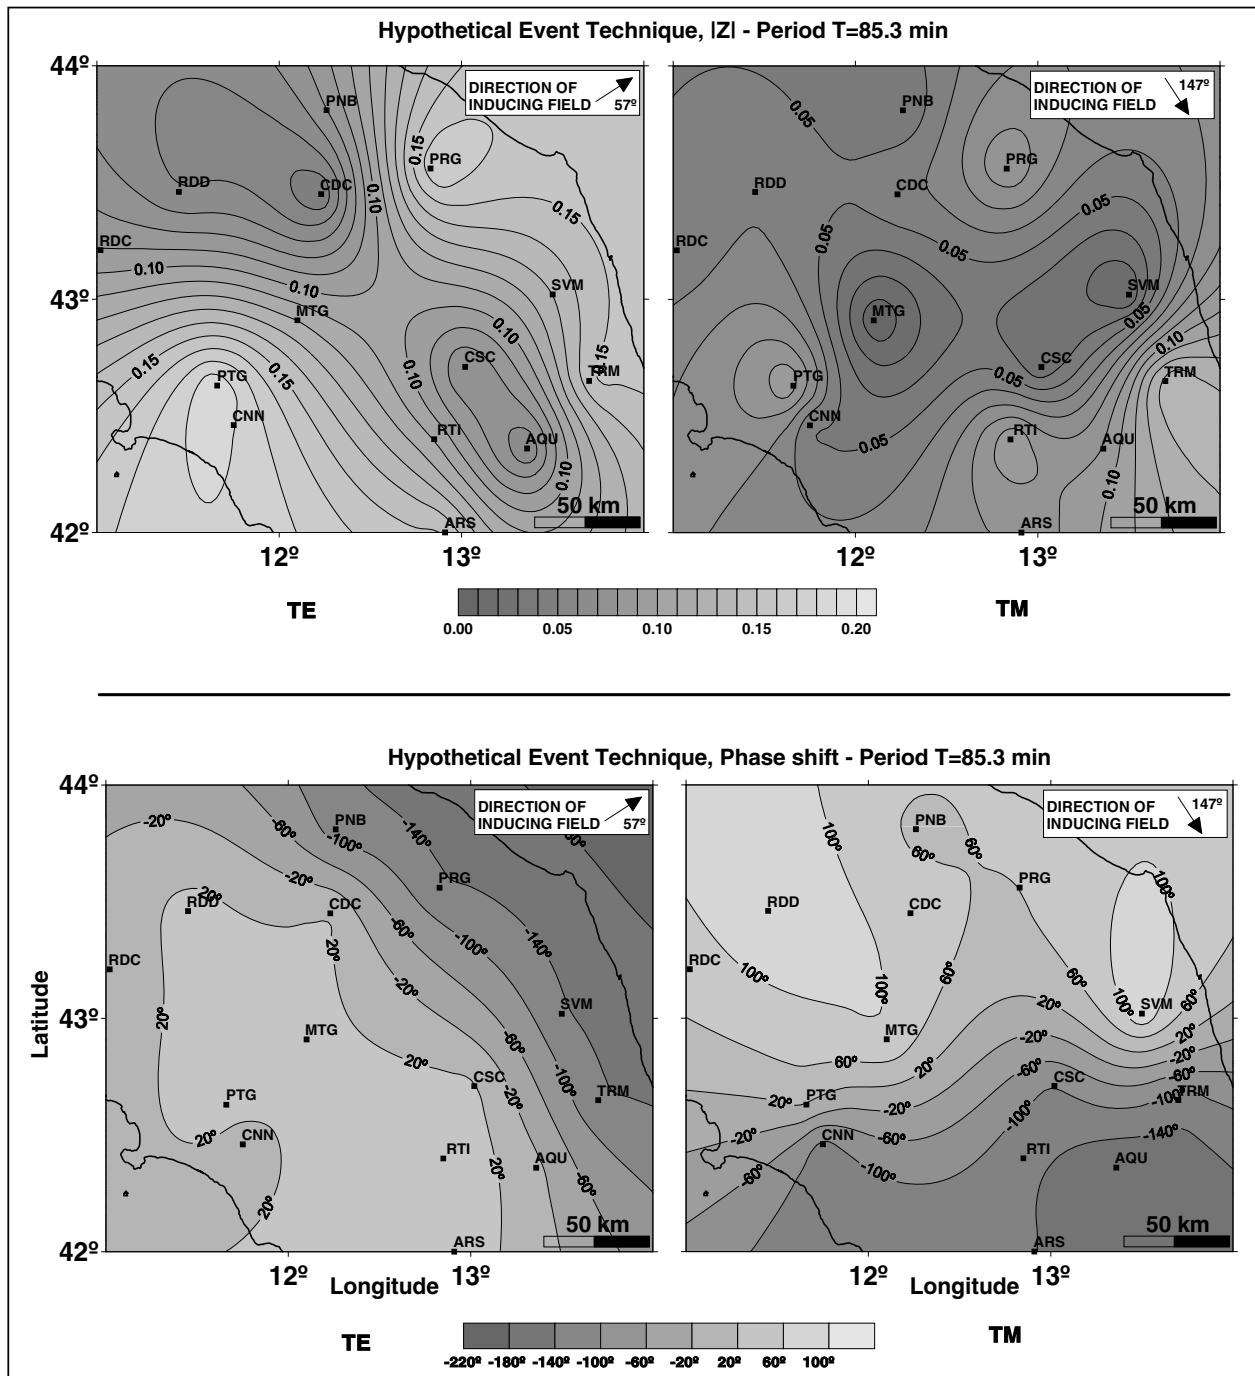 Hypothetical Event Technique, |Z| - Period T=85.3 min
44º
43º
42º
DIRECTION OF
INDUCING FIELD 57º
PNB
PRG
RDD
CDC
RDC
SVM
MTG
CSC
TRM
PTG
CNN
RTI
AQU
ARS
0.15
0.10
0.15
0.10
0.10
0.10
0.15
0.15
0.10
0.15
0.10
50 km
12º 13º
DIRECTION OF
INDUCING FIELD
147º
0.05
PNB
PRG
RDD
CDC
0.05
0.05
RDC
0.05
SVM
MTG
0.05
0.10
CSC
TRM
PTG
0.05
CNN
0.05
RTI
AQU
0.10
50 km
ARS
12º 13º
TE
TM
0.00 0.05 0.10 0.15 0.20
Hypothetical Event Technique, Phase shift - Period T=85.3 min
44º
43º
42º
Latitude
DIRECTION OF
INDUCING FIELD 57º
-20º
-60º
PNB
-100º
-140º
-60º
PRG
-20º
20º
RDD
CDC
-60º
20º
-100º
-140º
RDC
-20º
SVM
20º
MTG
-60º
20º
CSC
-100º
-20º
TRM
PTG
20º
CNN
RTI
20º
AQU
-60º
20º
50 km
ARS
12º 13º
Longitude
DIRECTION OF
INDUCING FIELD
147º
100º
PNB
60º
60º
PRG
100º
RDD
CDC
RDC
100º
100º
60º
60º
100º
SVM
60º
20º
MTG
20º
-20º
20º
-20º
60º
20º
-60º
CSC
-60º
-100º
TRM
PTG
20º
-20º
-100º
-20º
CNN
-60º
RTI
-140º
-60º
-100º
AQU
50 km
ARS
12º 13º
Longitude
TE
TM
-220º -180º -140º -100º -60º -20º 20º 60º 100º